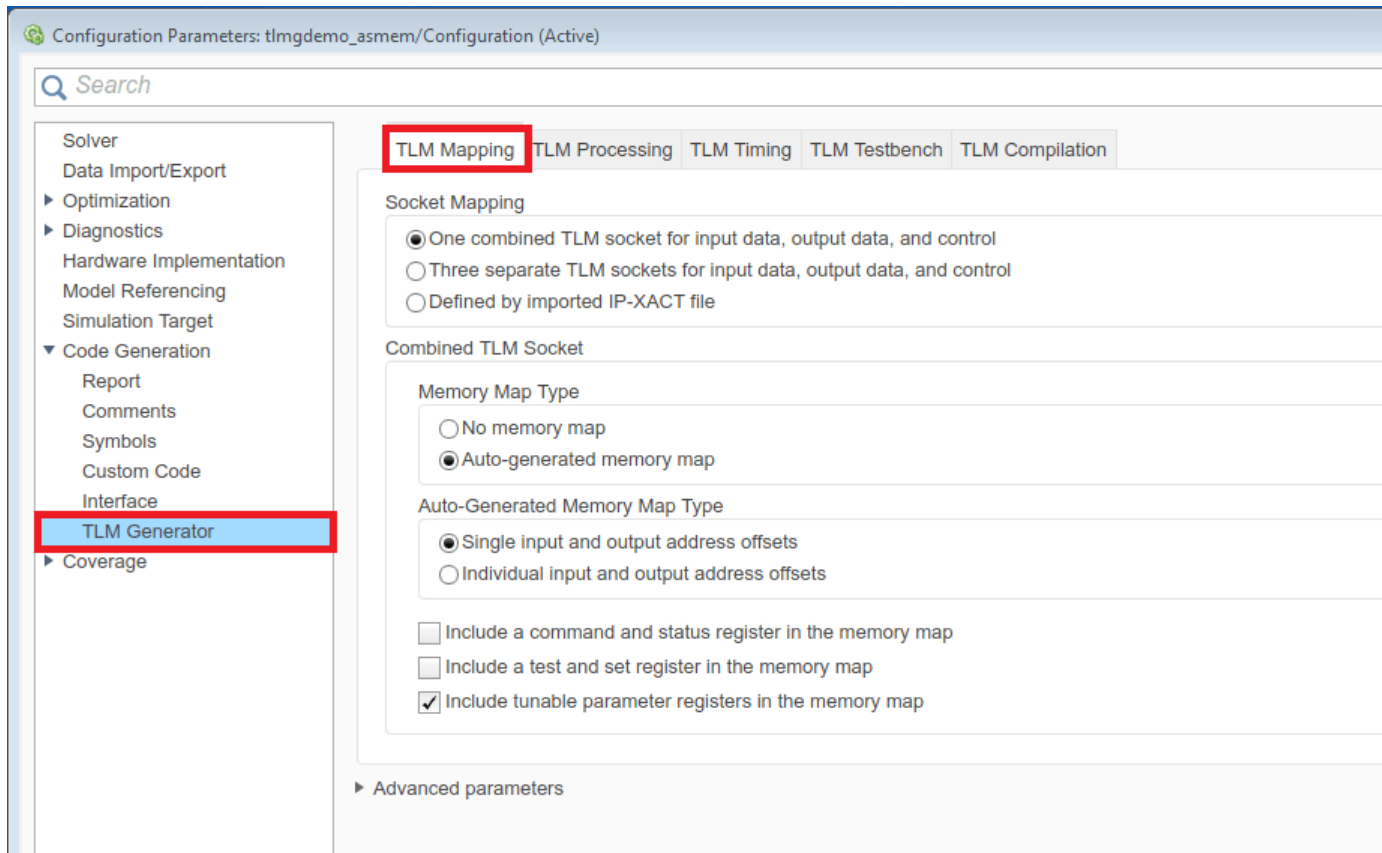 Configuration Parameters: tlmgdemo_asmem/Configuration (Active)
Search
Solver
Data Import/Export
Optimization
Diagnostics
Hardware Implementation
Model Referencing
Simulation Target
Code Generation
Report
Comments
Symbols
Custom Code
Interface
TLM Generator
Coverage
TLM Mapping TLM Processing TLM Timing TLM Testbench TLM Compilation
Socket Mapping
One combined TLM socket for input data, output data, and control
Three separate TLM sockets for input data, output data, and control
Defined by imported IP-XACT file
Combined TLM Socket
Memory Map Type
No memory map
Auto-generated memory map
Auto-Generated Memory Map Type
Single input and output address offsets
Individual input and output address offsets
Include a command and status register in the memory map
Include a test and set register in the memory map
Include tunable parameter registers in the memory map
Advanced parameters